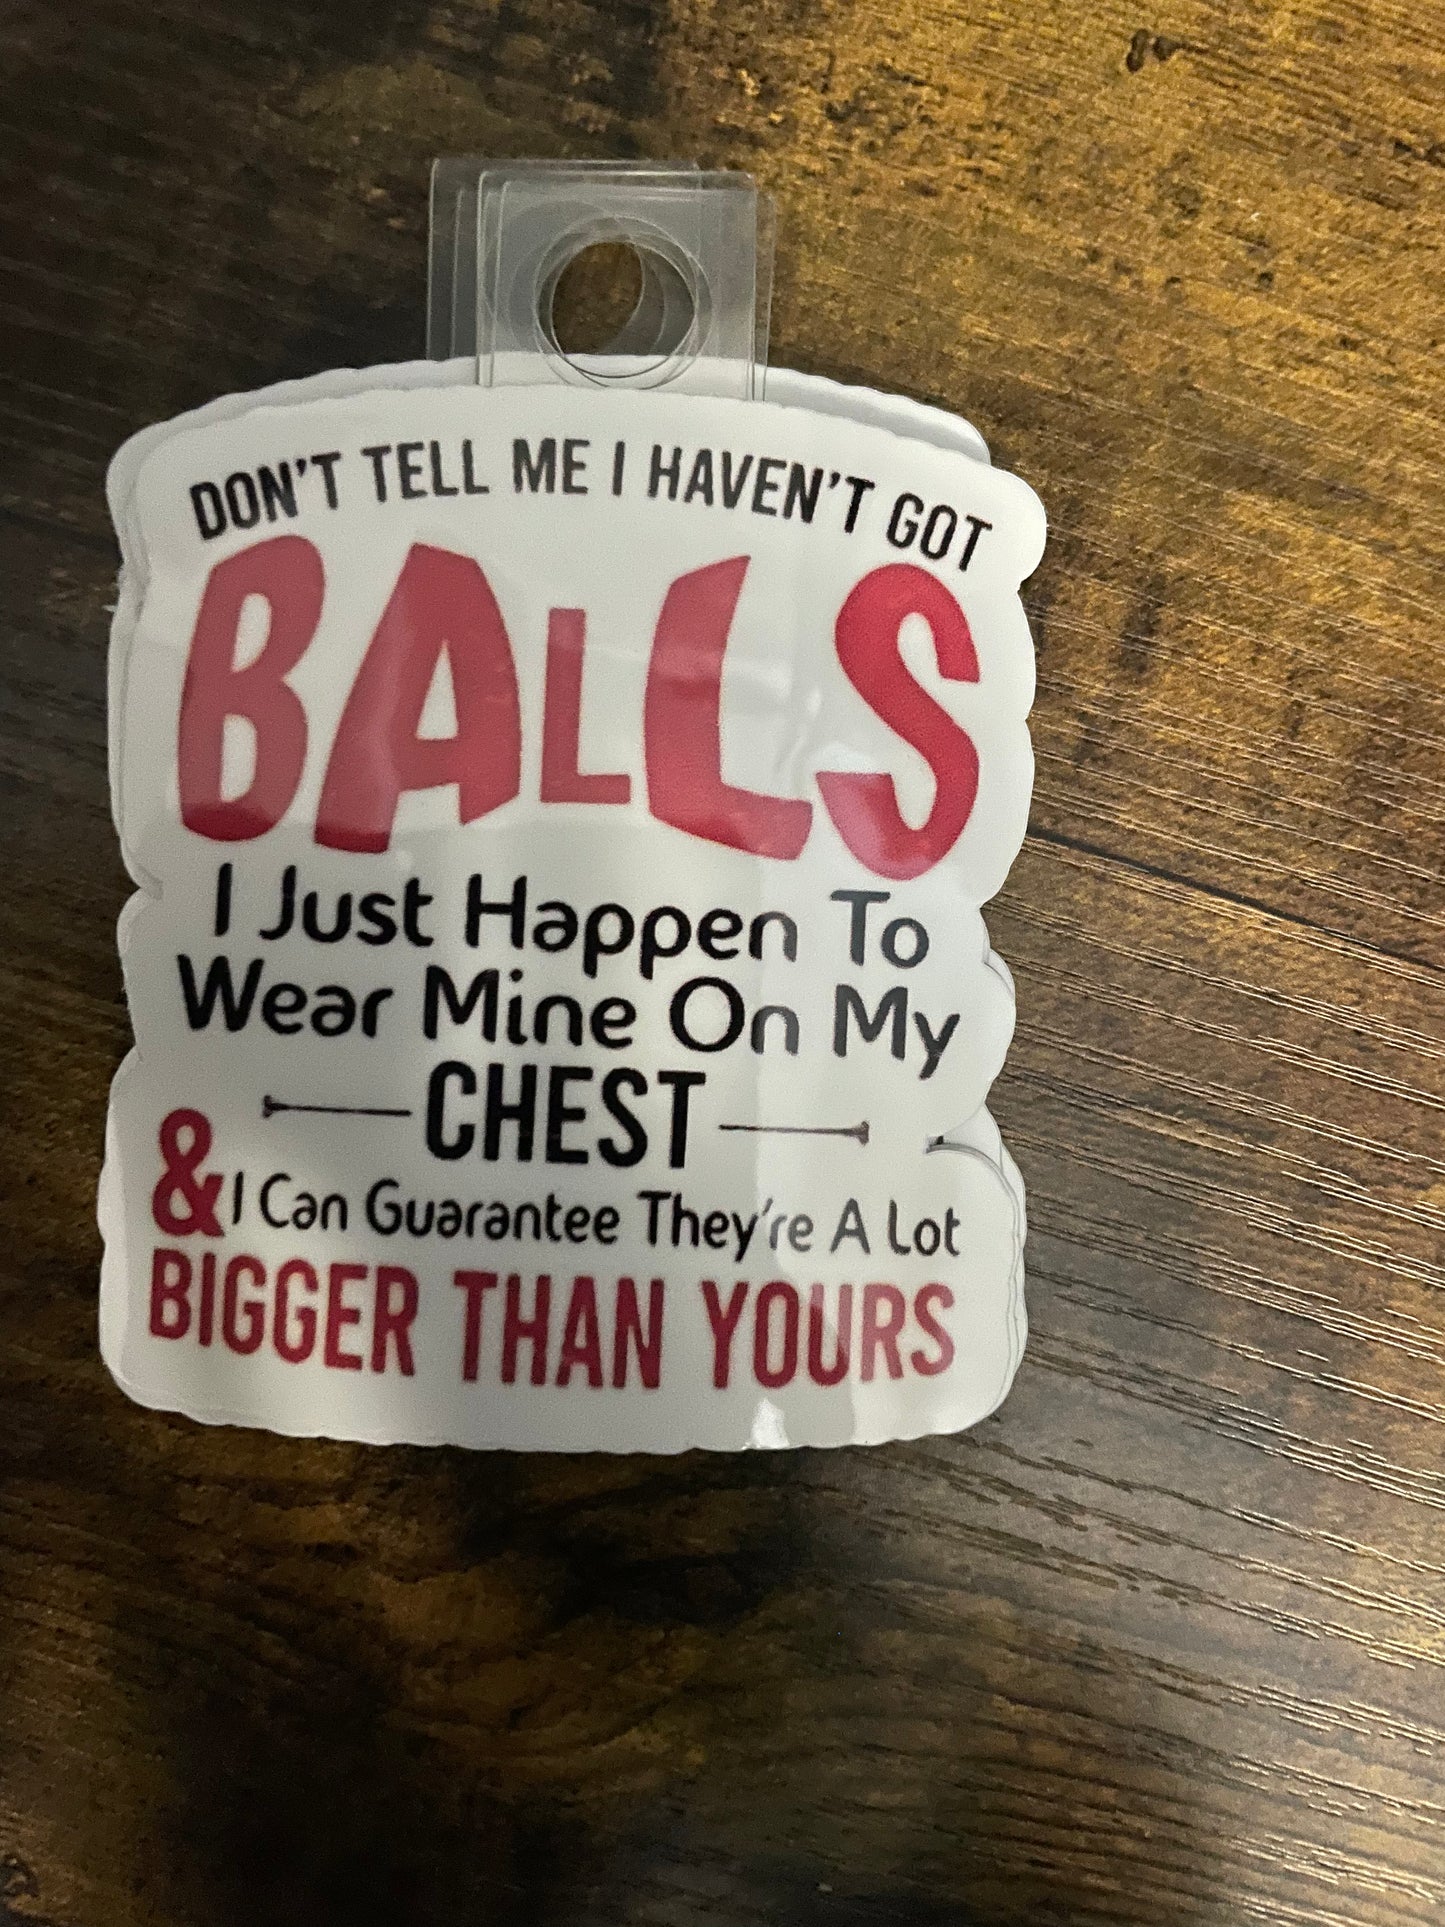 DON'T TELL ME I HAVEN'T GOT
BALLS
I Just Happen To
Wear Mine On My
CHEST
& I Can Guarantee They're A Lot
BIGGER THAN YOURS